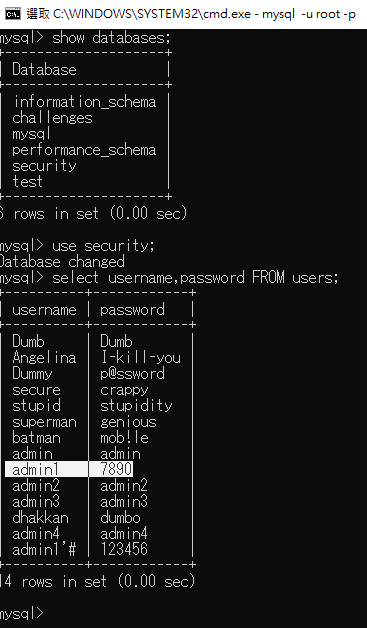 選取 C:\WINDOWS\SYSTEM32\cmd.exe - mysql -u root -p
mysql> show databases;
+--------------------+
| Database           |
+--------------------+
| information_schema |
| challenges         |
| mysql              |
| performance_schema |
| security           |
| test               |
+--------------------+
6 rows in set (0.00 sec)
mysql> use security;
Database changed
mysql> select username,password FROM users;
+----------+------------+
| username | password   |
+----------+------------+
| Dumb     | Dumb       |
| Angelina | I-kill-you |
| Dummy    | p@ssword   |
| secure   | crappy     |
| stupid   | stupidity  |
| superman | genious    |
| batman   | mob!le     |
| admin    | admin      |
| admin1   | 7890       |
| admin2   | admin2     |
| admin3   | admin3     |
| dhakkan  | dumbo      |
| admin4   | admin4     |
| admin1'# | 123456     |
+----------+------------+
14 rows in set (0.00 sec)
mysql>